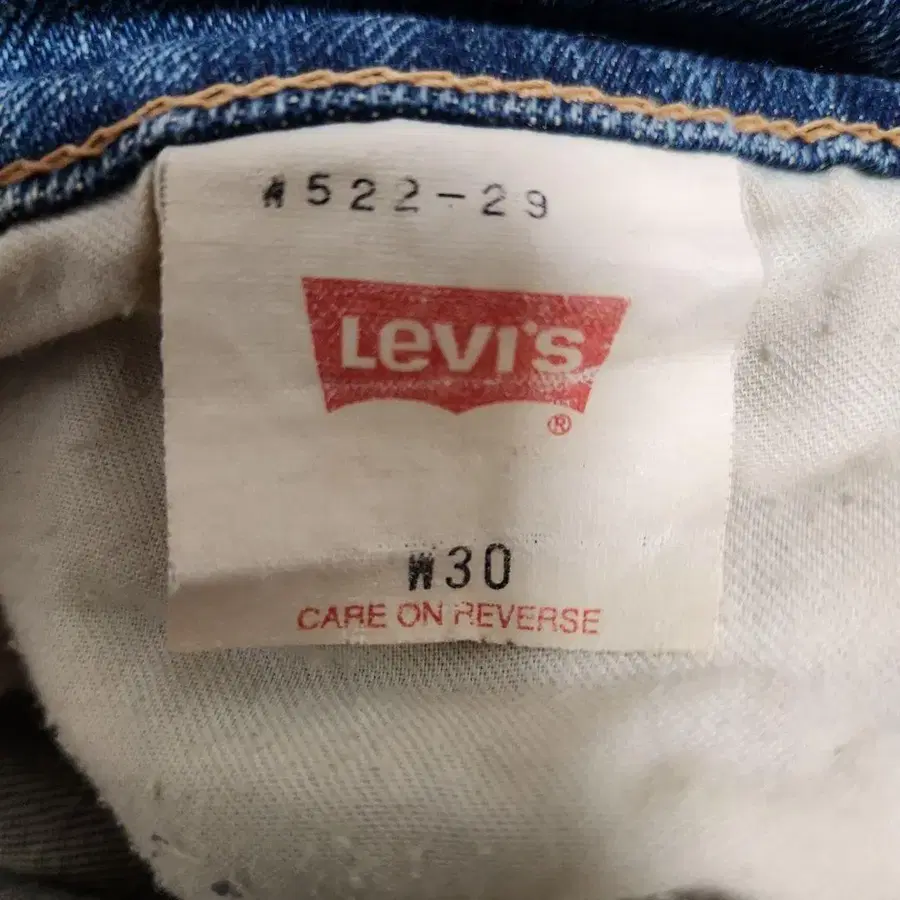 W522-29
Levi's
®
W30
CARE ON REVERSE